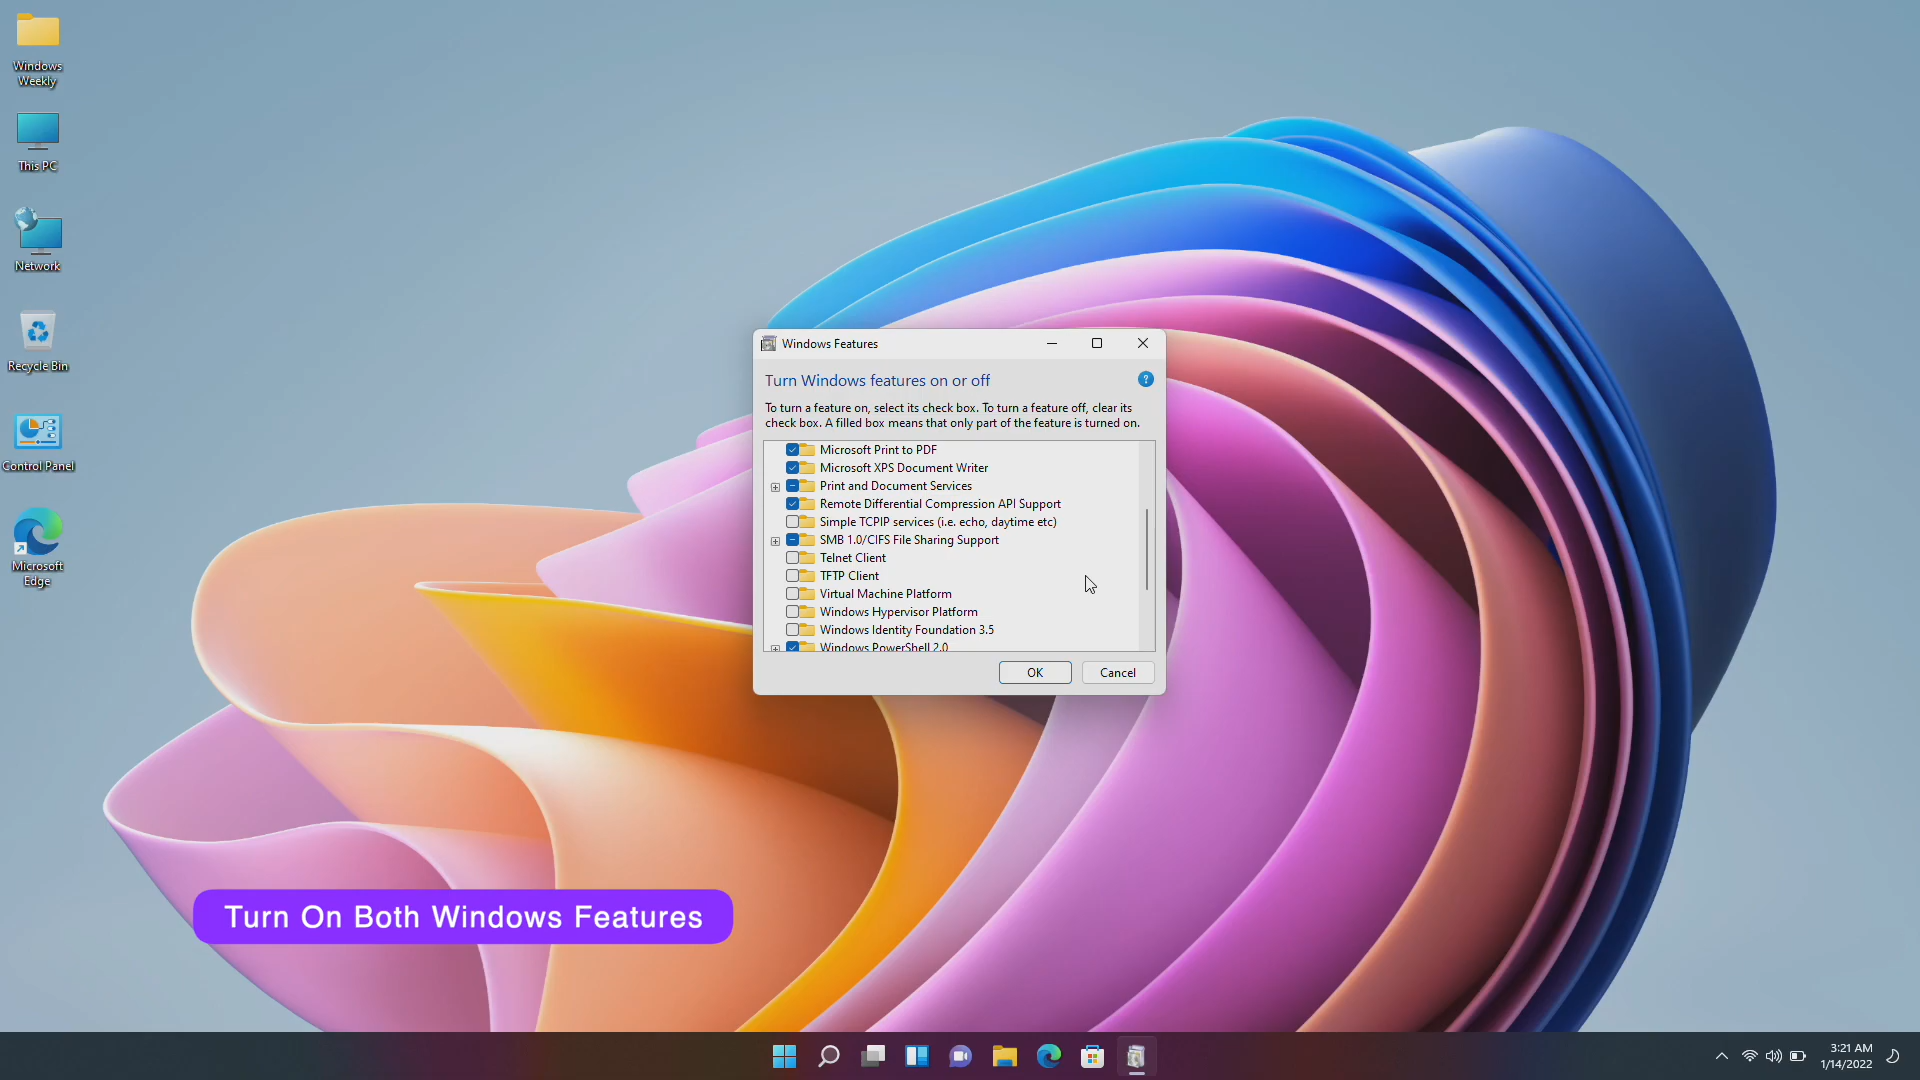 Windows
Weekly
This PC
Network
Recycle Bin
Control Panel
Microsoft
Edge
Windows Features
Turn Windows features on or off
?
To turn a feature on, select its check box. To turn a feature off, clear its
check box. A filled box means that only part of the feature is turned on.
Microsoft Print to PDF
Microsoft XPS Document Writer
Print and Document Services
Remote Differential Compression API Support
Simple TCPIP services (i.e. echo, daytime etc)
SMB 1.0/CIFS File Sharing Support
Telnet Client
TFTP Client
Virtual Machine Platform
Windows Hypervisor Platform
Windows Identity Foundation 3.5
Windows PowerShell 2.0
OK
Cancel
Turn On Both Windows Features
3:21 AM
1/14/2022